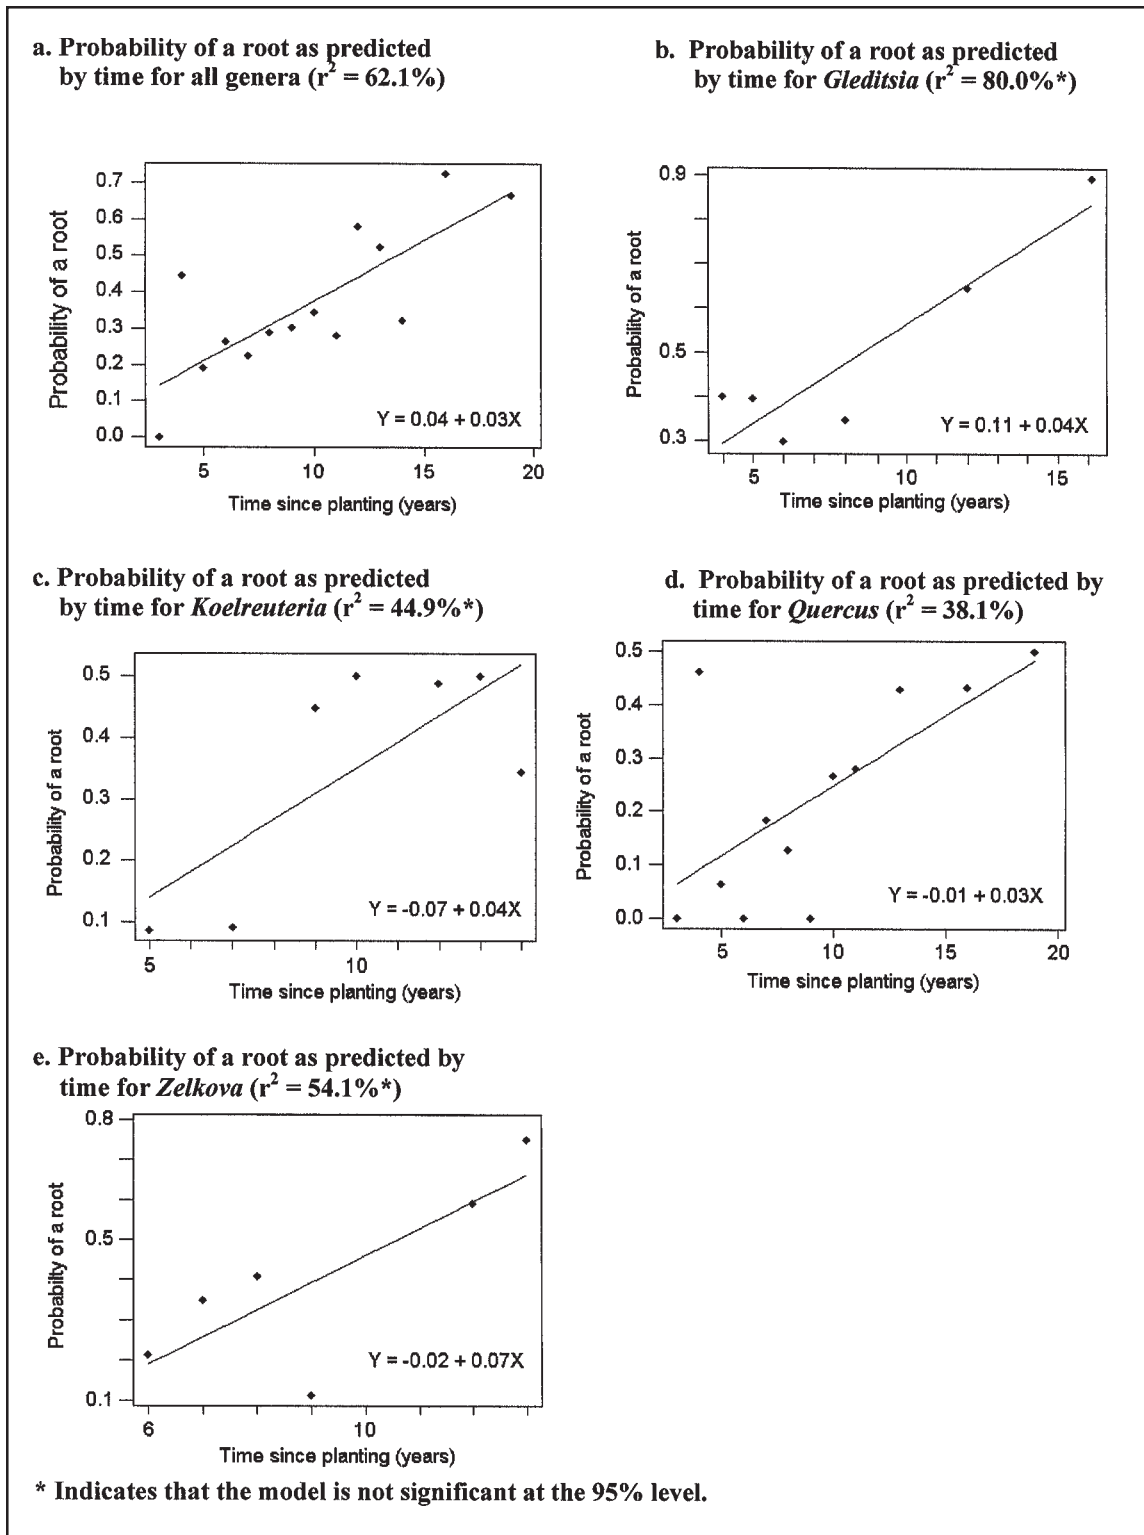 a. Probability of a root as predicted
by time for all genera (r² = 62.1%)
Probability of a root
0.7
0.6
0.5
0.4
0.3
0.2
0.1
0.0
Y = 0.04 + 0.03X
5 10 15 20
Time since planting (years)
b. Probability of a root as predicted
by time for Gleditsia (r² = 80.0%*)
Probability of a root
0.9
0.5
0.3
Y = 0.11 + 0.04X
5 10 15
Time since planting (years)
c. Probability of a root as predicted
by time for Koelreuteria (r² = 44.9%*)
Probability of a root
0.5
0.4
0.3
0.2
0.1
Y = -0.07 + 0.04X
5 10
Time since planting (years)
d. Probability of a root as predicted by
time for Quercus (r² = 38.1%)
Probability of a root
0.5
0.4
0.3
0.2
0.1
0.0
Y = -0.01 + 0.03X
5 10 15 20
Time since planting (years)
e. Probability of a root as predicted by
time for Zelkova (r² = 54.1%*)
Probability of a root
0.8
0.5
0.1
Y = -0.02 + 0.07X
6 10
Time since planting (years)
* Indicates that the model is not significant at the 95% level.